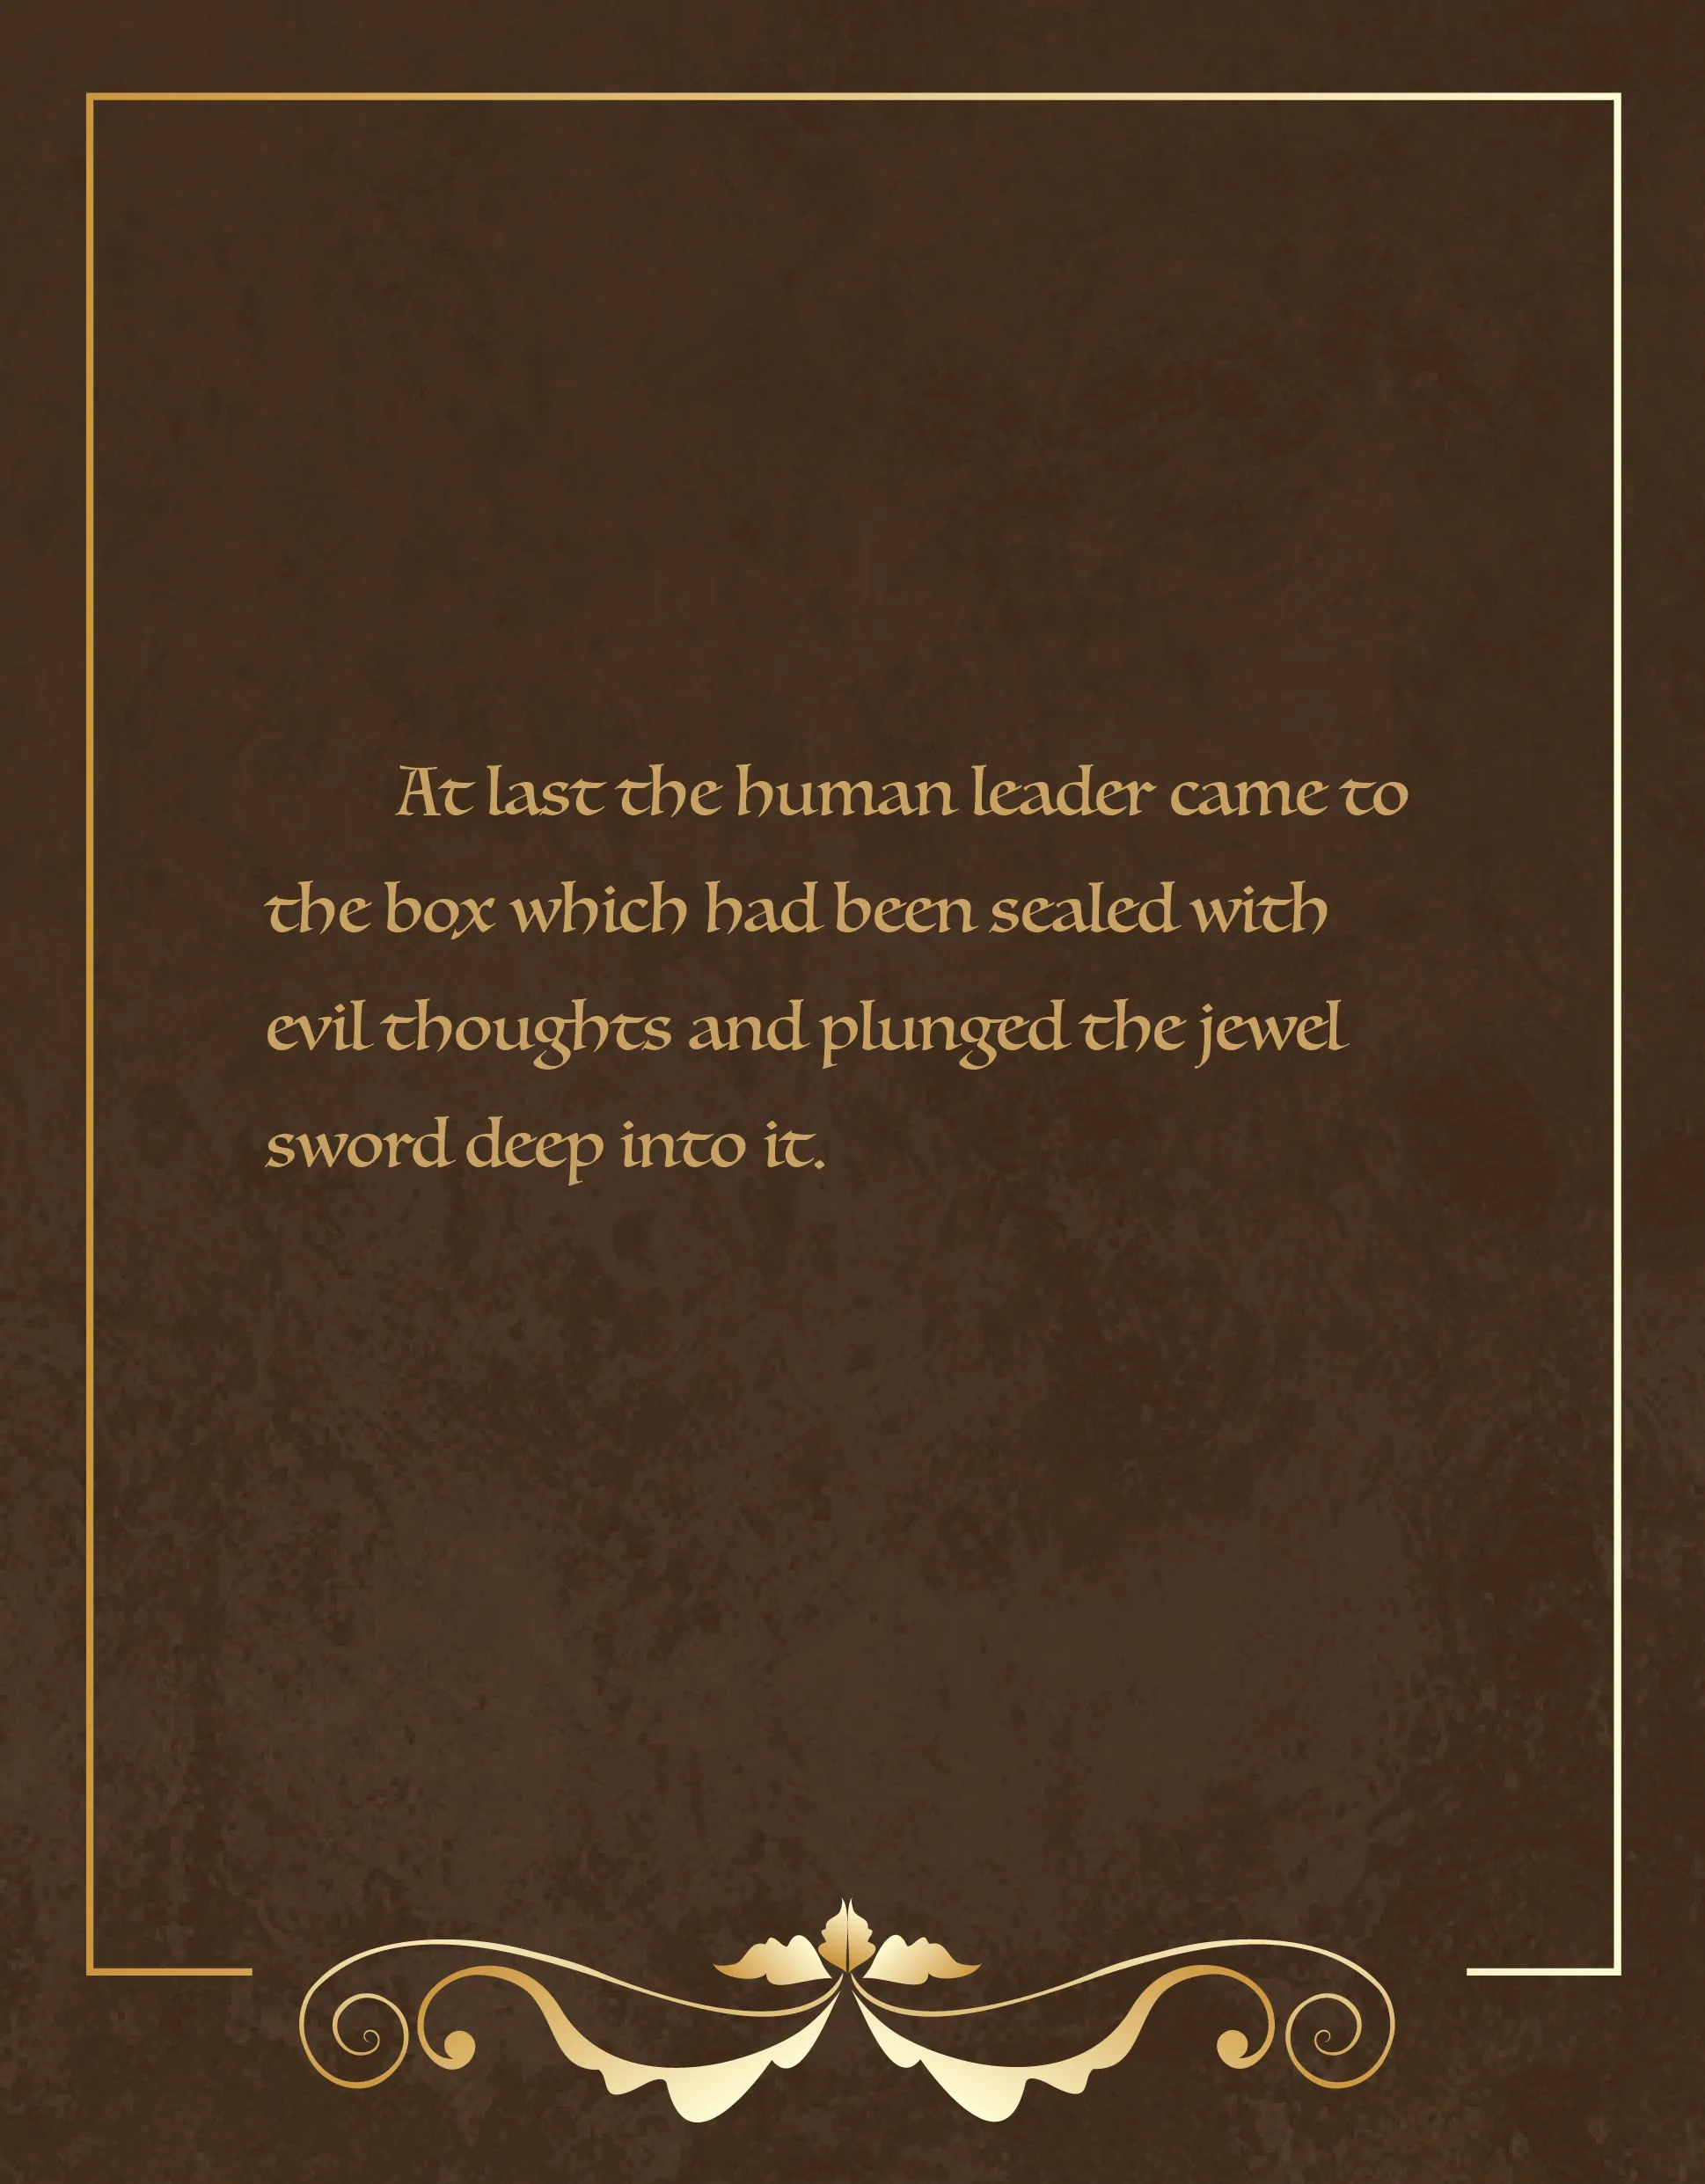 At last the human leader came to
the box which had been sealed with
evil thoughts and plunged the jewel
sword deep into it.